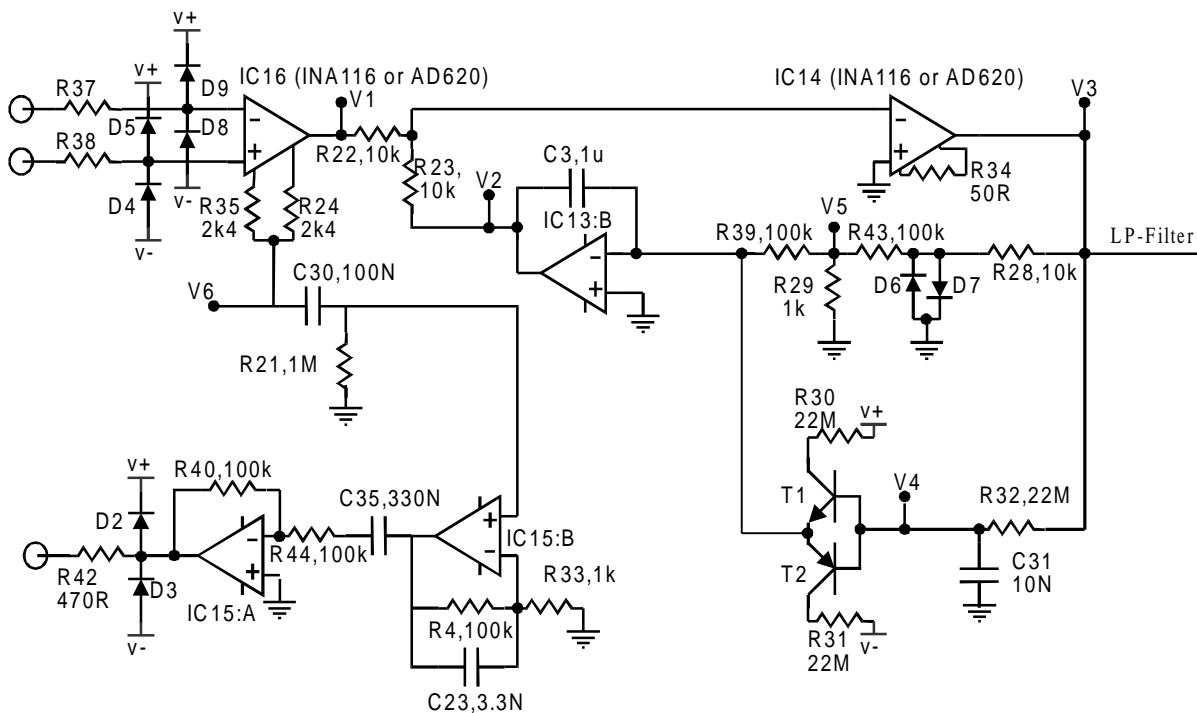 v+
v+
IC16 (INA116 or AD620)
IC14 (INA116 or AD620)
R37
D9
V1
V3
D5
D8
R38
R22,10k
C3,1u
R34
50R
R23,
10k
V2
D4
v-
R35
2k4
R24
2k4
IC13:B
R39,100k
V5
R43,100k
LP-Filter
v-
R28,10k
C30,100N
V6
R29
1k
D6
D7
R21,1M
R30
22M
v+
v+
R40,100k
T1
V4
R32,22M
C35,330N
D2
IC15:B
R44,100k
R42
470R
D3
R33,1k
T2
C31
10N
IC15:A
R4,100k
v-
R31
22M
v-
C23,3.3N